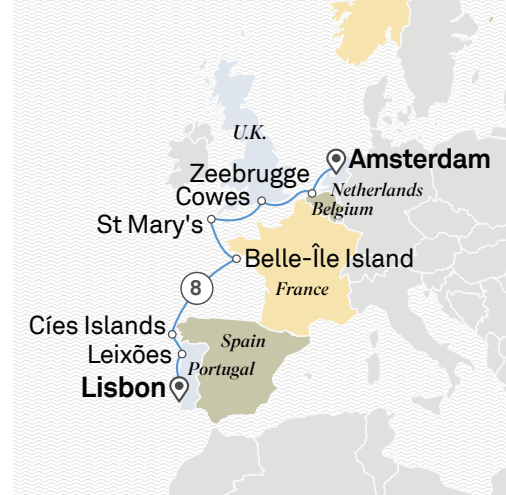 U.K.
Amsterdam
Zeebrugge
Netherlands
Cowes
Belgium
St Mary's
Belle-Île Island
8
France
Cíes Islands
Spain
Leixões
Portugal
Lisbon